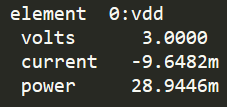 element 0:vdd
volts 3.0000
current -9.6482m
power 28.9446m